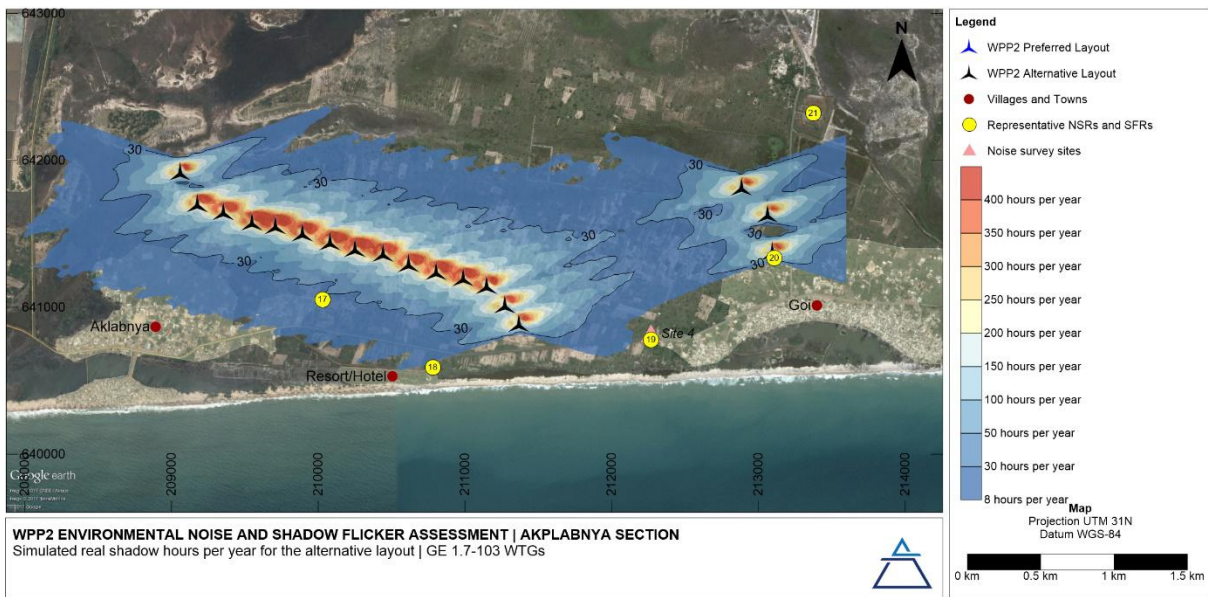 643000
642000
641000
640000
208000
209000
210000
211000
212000
213000
214000
N
21
30
30
30
30
30
30
30
30
30
20
17
Aklabnya
Goi
Site 4
19
18
Resort/Hotel
Google earth
WPP2 ENVIRONMENTAL NOISE AND SHADOW FLICKER ASSESSMENT | AKPLABNYA SECTION
Simulated real shadow hours per year for the alternative layout | GE 1.7-103 WTGs
Legend
WPP2 Preferred Layout
WPP2 Alternative Layout
Villages and Towns
Representative NSRs and SFRs
Noise survey sites
400 hours per year
350 hours per year
300 hours per year
250 hours per year
200 hours per year
150 hours per year
100 hours per year
50 hours per year
30 hours per year
8 hours per year
Map
Projection UTM 31N
Datum WGS-84
0 km 0.5 km 1 km 1.5 km